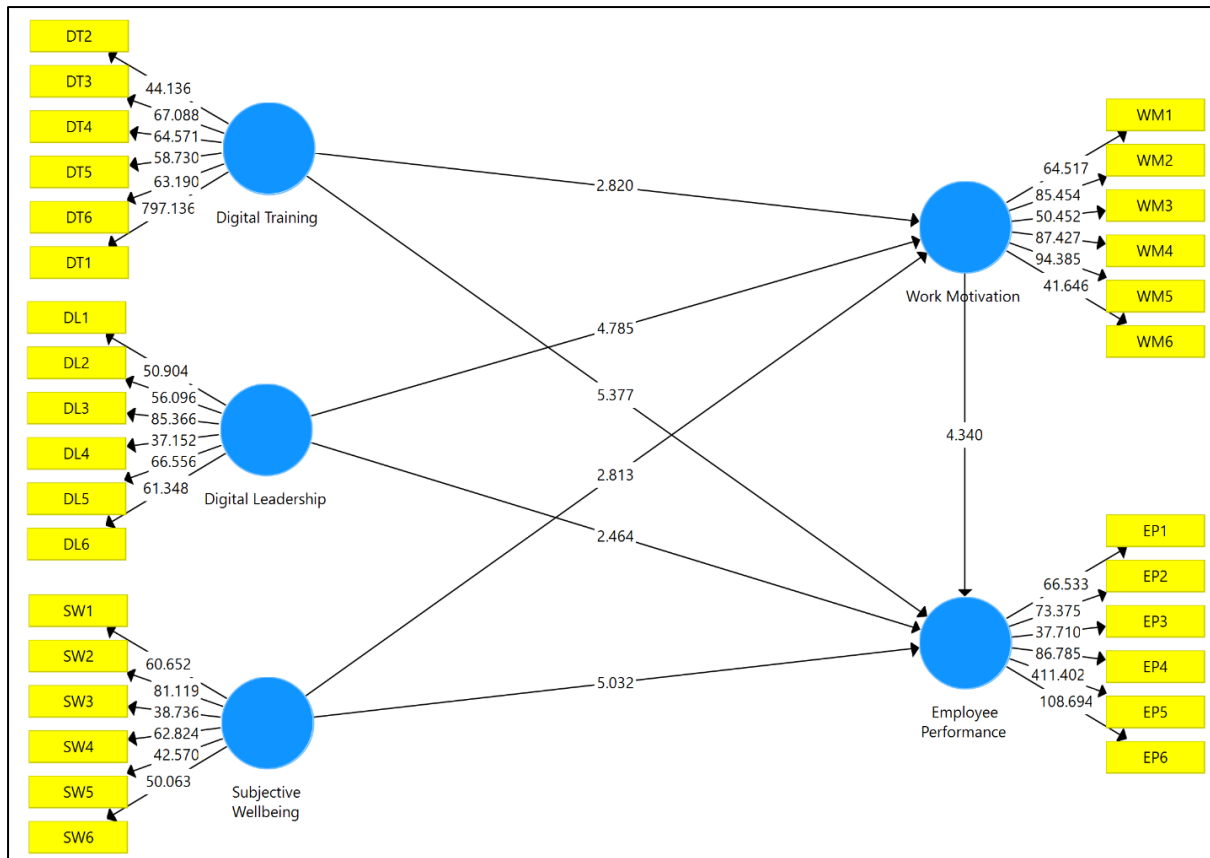 DT2
DT3
DT4
DT5
DT6
DT1
44.136
67.088
64.571
58.730
63.190
797.136
Digital Training
DL1
DL2
DL3
DL4
DL5
DL6
50.904
56.096
85.366
37.152
66.556
61.348
Digital Leadership
SW1
SW2
SW3
SW4
SW5
SW6
60.652
81.119
38.736
62.824
42.570
50.063
Subjective
Wellbeing
2.820
4.785
5.377
2.813
2.464
5.032
4.340
Work Motivation
64.517
85.454
50.452
87.427
94.385
41.646
WM1
WM2
WM3
WM4
WM5
WM6
Employee
Performance
66.533
73.375
37.710
86.785
411.402
108.694
EP1
EP2
EP3
EP4
EP5
EP6